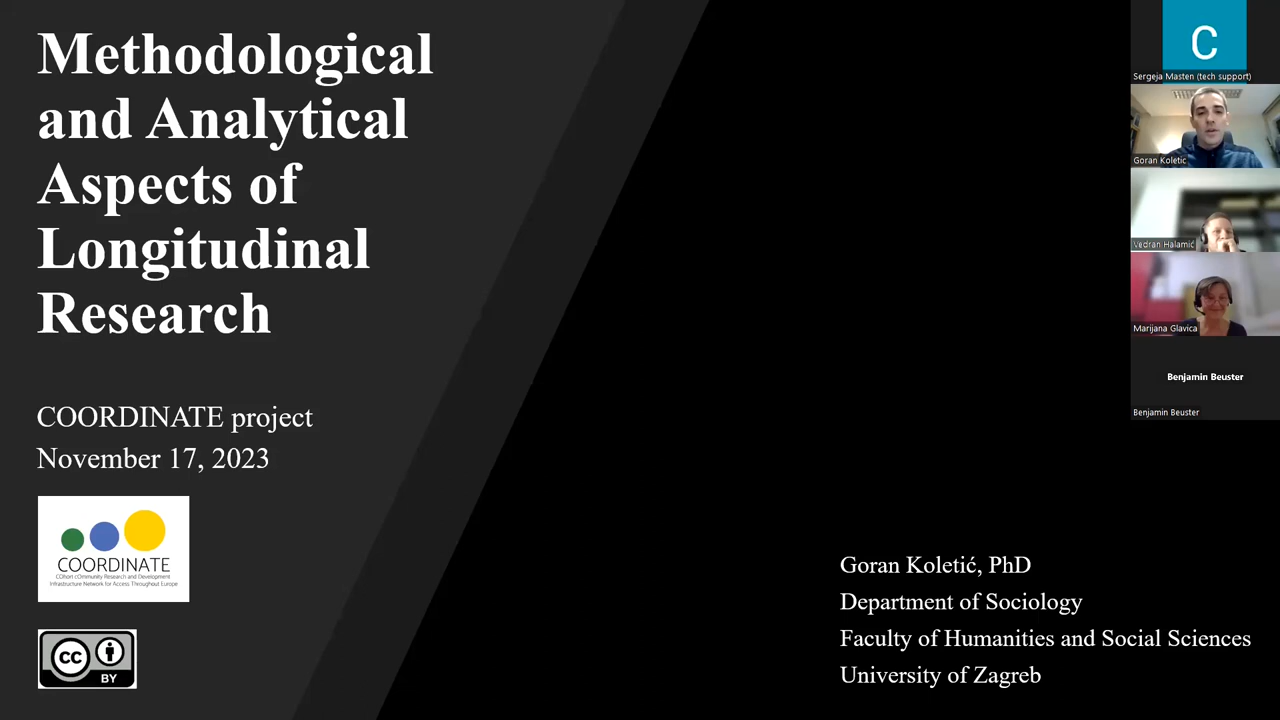 Methodological
and Analytical
Aspects of
Longitudinal
Research
COORDINATE project
November 17, 2023
COORDINATE
COhort cOmmunity Research and Development
Infrastructure Network for Access Throughout Europe
cc
BY
Goran Koletić, PhD
Department of Sociology
Faculty of Humanities and Social Sciences
University of Zagreb
C
Sergeja Masten (tech support)
Goran Koletic
Vedran Halamić
Marijana Glavica
Benjamin Beuster
Benjamin Beuster